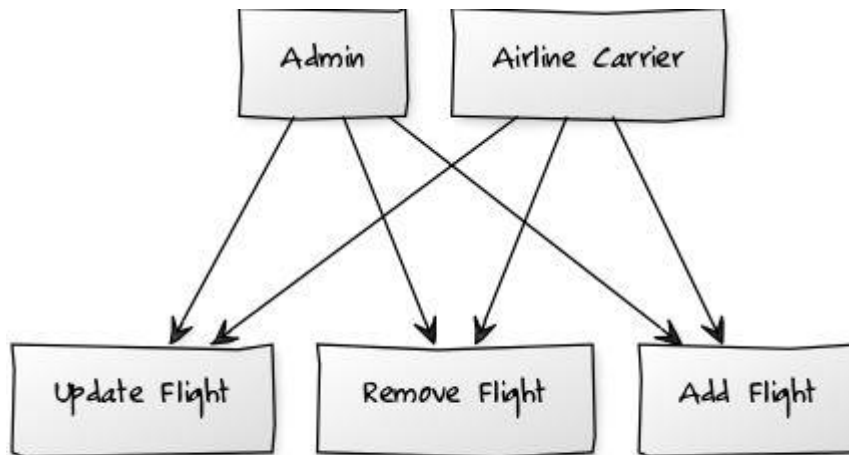 Admin
Airline Carrier
Update Flight
Remove Flight
Add Flight